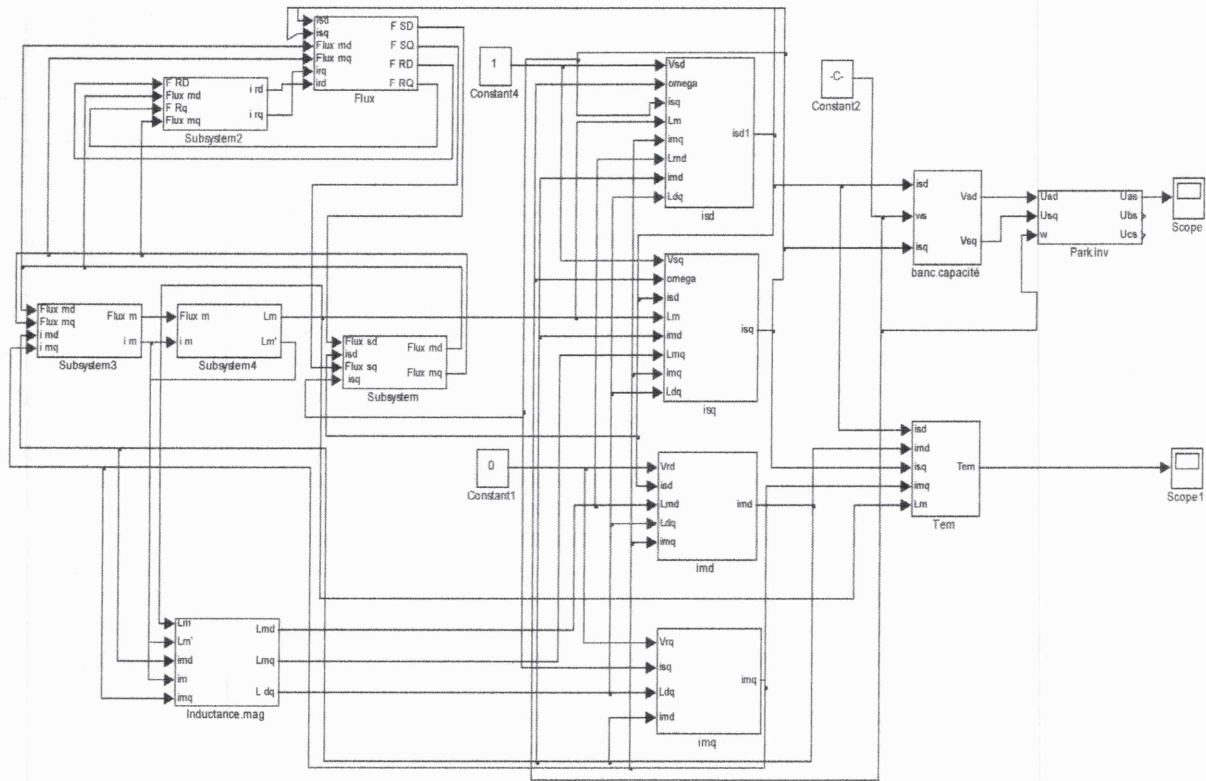 isd
isq
Flux md
Flux mq
irq
ird
F SD
F SQ
F RD
F RQ
Flux
F RD
Flux md
F Rq
Flux mq
i rd
i rq
Subsystem2
1
Constant4
Vsd
omega
isq
Lm
imq
Lmd
imd
Ldq
isd1
isd
-C-
Constant2
isd
ws
isq
Vsd
Vsq
banc.capacité
Usd
Usq
w
Uas
Ubs
Ucs
Park inv
Scope
Vsq
omega
isd
Lm
imd
Lmq
imq
Ldq
isq
isq
Flux md
Flux mq
i md
i mq
Flux m
i m
Subsystem3
Flux m
i m
Lm
Lm'
Subsystem4
Flux sd
isd
Flux sq
isq
Flux md
Flux mq
Subsystem
0
Constant1
Vrd
isd
Lmd
Ldq
imq
imd
imd
isd
imd
isq
imq
Lm
Tem
Tem
Scope1
Lm
Lm'
imd
im
imq
Lmd
Lmq
L dq
Inductance.mag
Vrq
isq
Ldq
imd
imq
imq